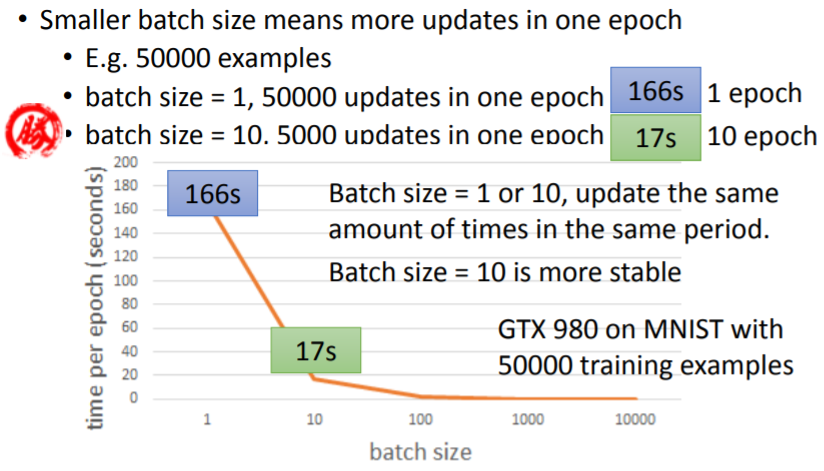 • Smaller batch size means more updates in one epoch
• E.g. 50000 examples
• batch size = 1, 50000 updates in one epoch 166s 1 epoch
勝 • batch size = 10, 5000 updates in one epoch 17s 10 epoch
200
180
160
140
120
100
80
60
40
20
0
time per epoch (seconds)
166s
17s
Batch size = 1 or 10, update the same
amount of times in the same period.
Batch size = 10 is more stable
GTX 980 on MNIST with
50000 training examples
1 10 100 1000 10000
batch size